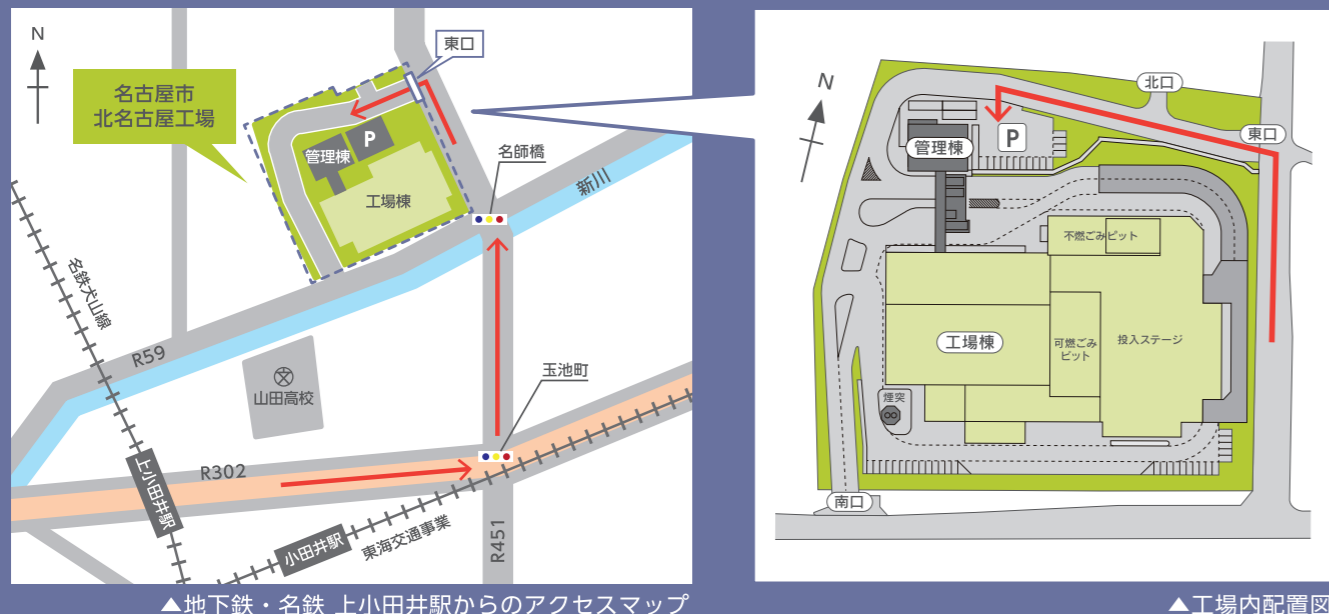 N
東口
名古屋市
北名古屋工場
P
管理棟
工場棟
名師橋
新川
名鉄犬山線
R59
山田高校
玉池町
R302
上小田井駅
小田井駅
東海交通事業
R451
▲地下鉄・名鉄 上小田井駅からのアクセスマップ
N
北口
東口
P
管理棟
不燃ごみピット
工場棟
可燃ごみ
ピット
投入ステージ
煙突
南口
▲工場内配置図